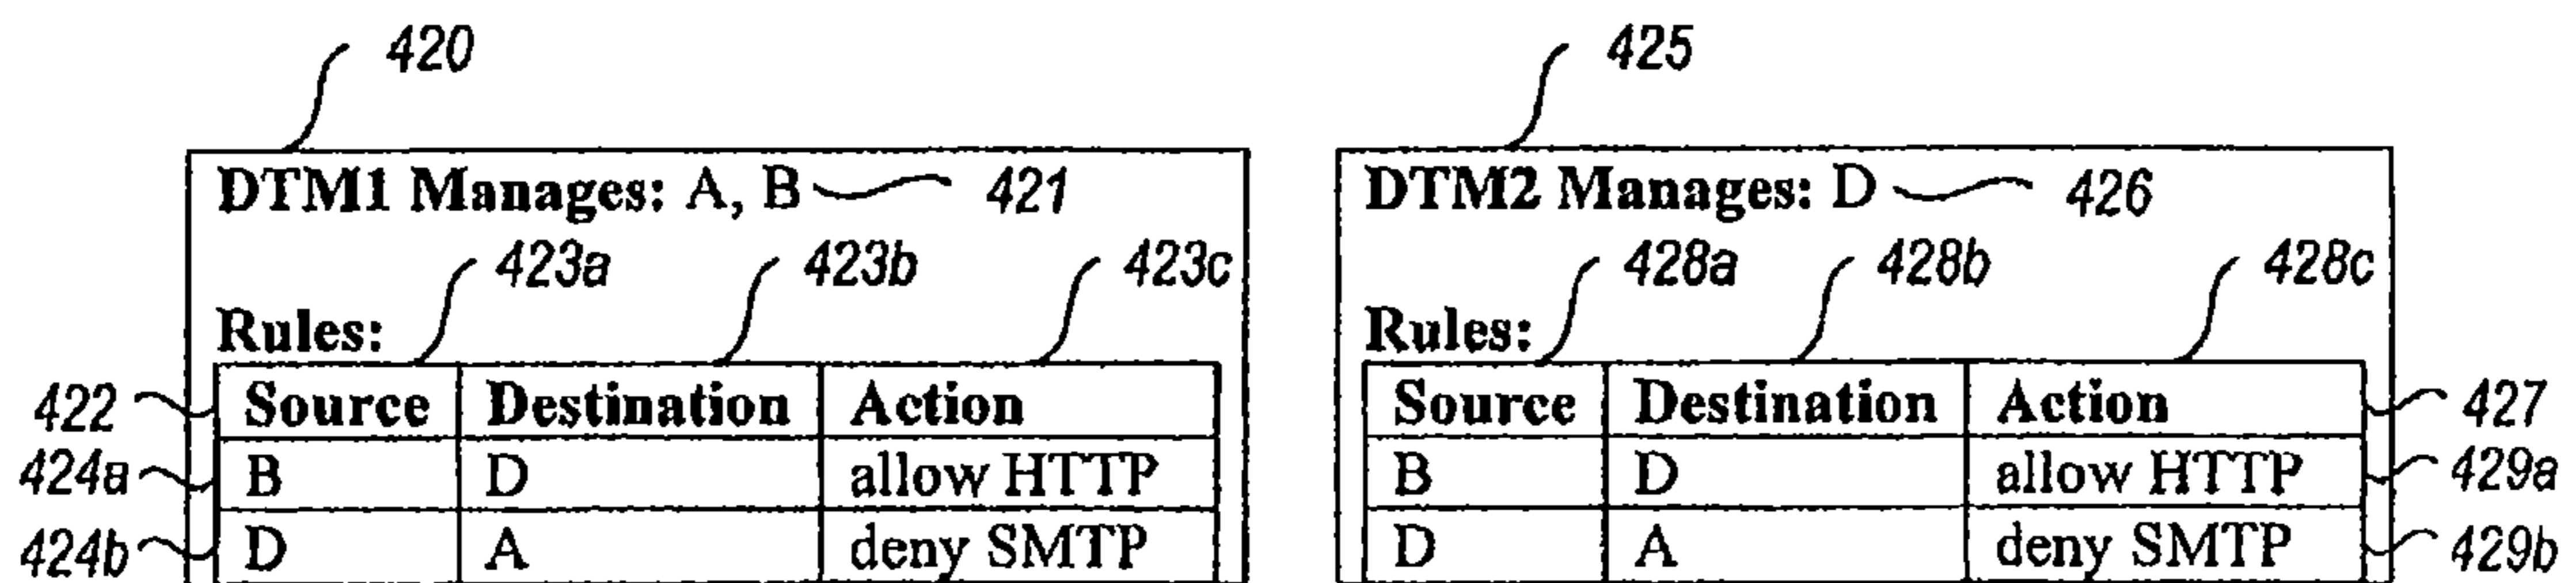 420
DTM1 Manages: A, B 421
423a 423b 423c
Rules:
422 Source Destination Action
424a B D allow HTTP
424b D A deny SMTP
425
DTM2 Manages: D 426
428a 428b 428c
Rules:
Source Destination Action 427
B D allow HTTP 429a
D A deny SMTP 429b